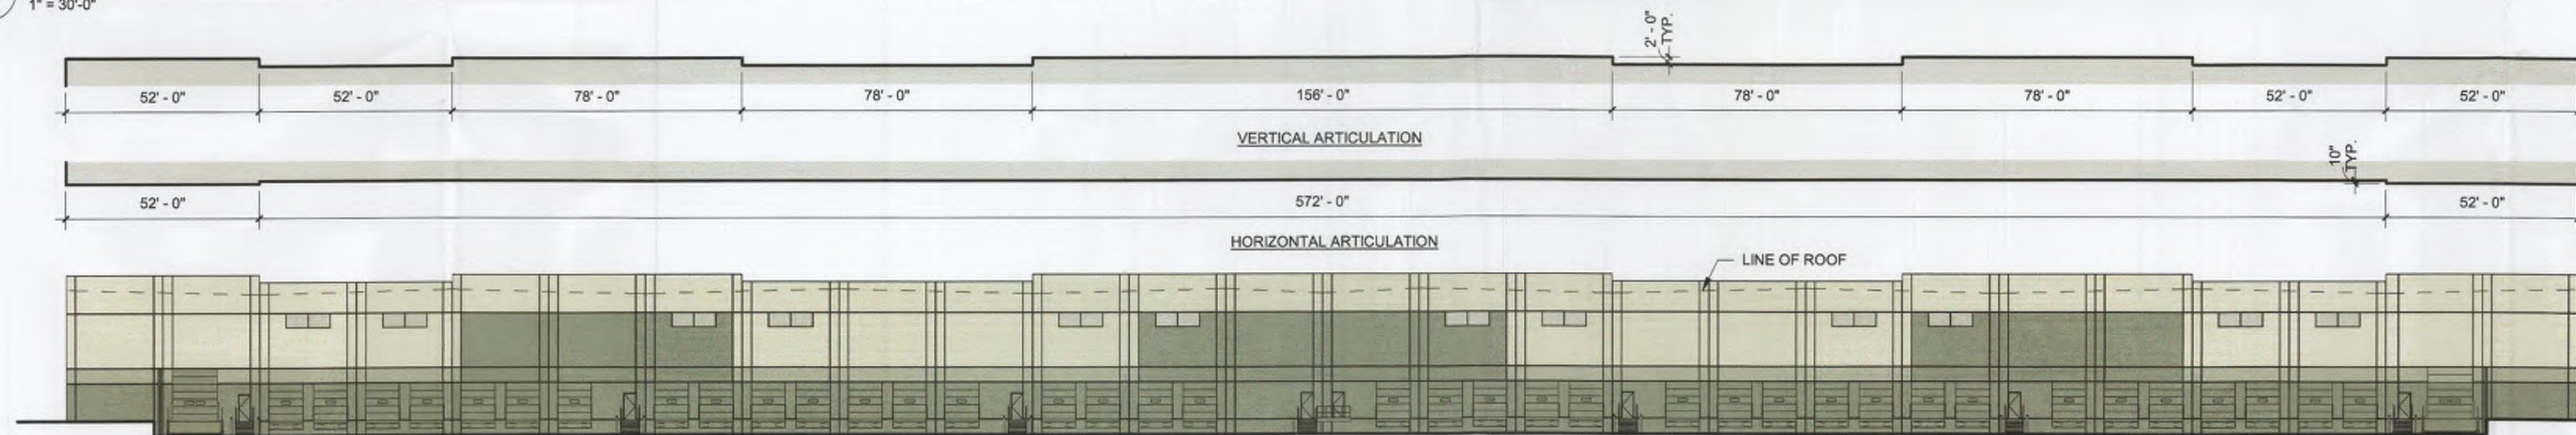 1" = 30'-0"
2' - 0"
TYP.
52' - 0"
52' - 0"
78' - 0"
78' - 0"
156' - 0"
78' - 0"
78' - 0"
52' - 0"
52' - 0"
VERTICAL ARTICULATION
10"
TYP.
52' - 0"
572' - 0"
52' - 0"
HORIZONTAL ARTICULATION
LINE OF ROOF